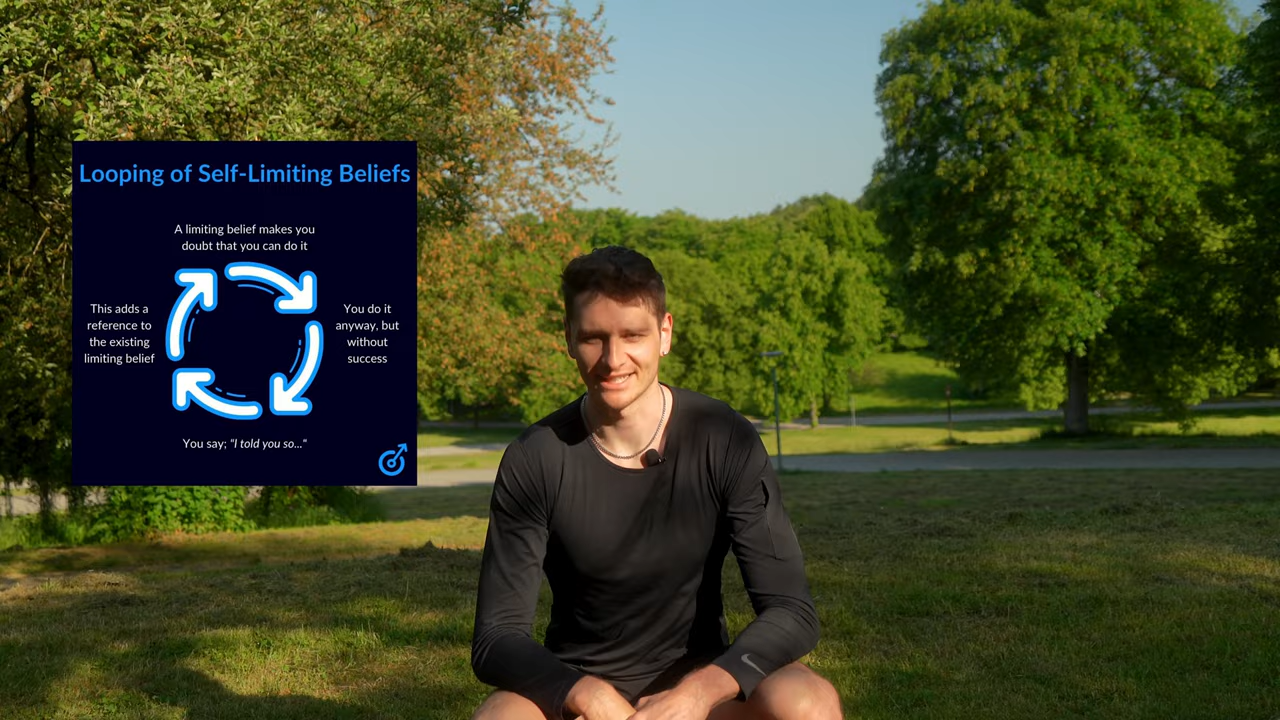 Looping of Self-Limiting Beliefs
A limiting belief makes you
doubt that you can do it
You do it
anyway, but
without
success
You say; "I told you so..."
This adds a
reference to
the existing
limiting belief